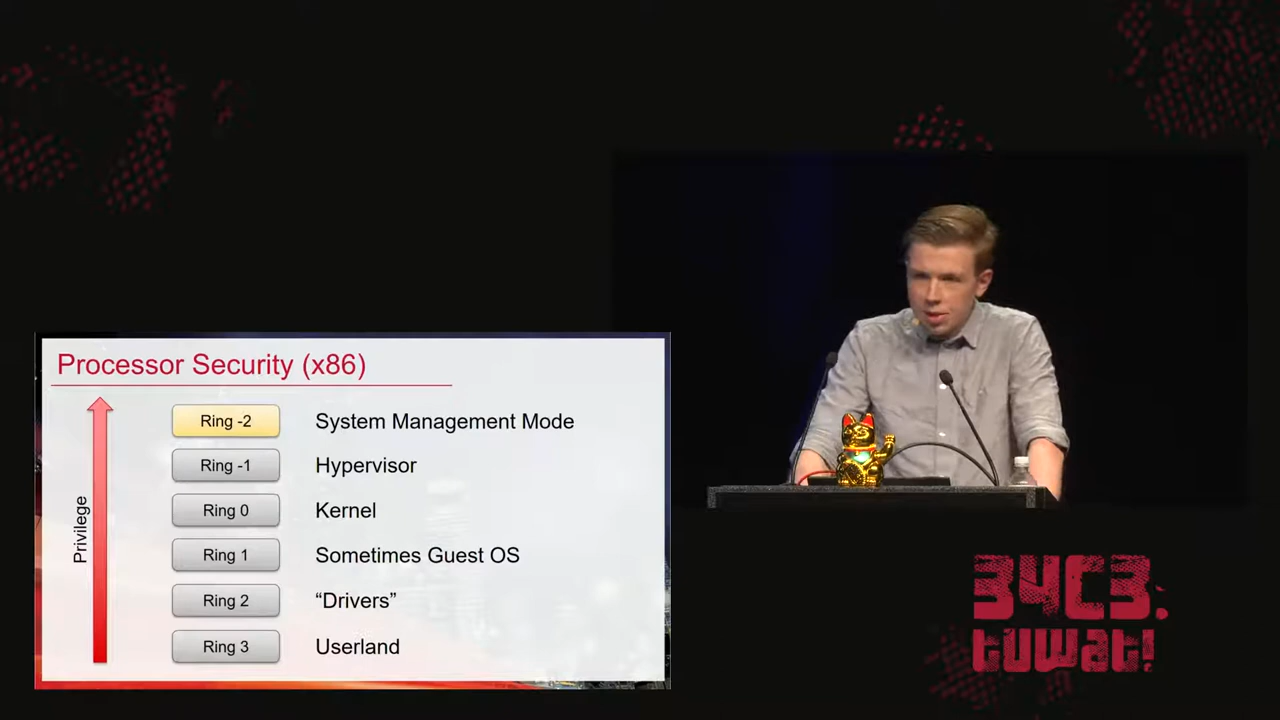 Processor Security (x86)
Privilege
Ring -2 System Management Mode
Ring -1 Hypervisor
Ring 0 Kernel
Ring 1 Sometimes Guest OS
Ring 2 “Drivers”
Ring 3 Userland
34C3:
tuwat!